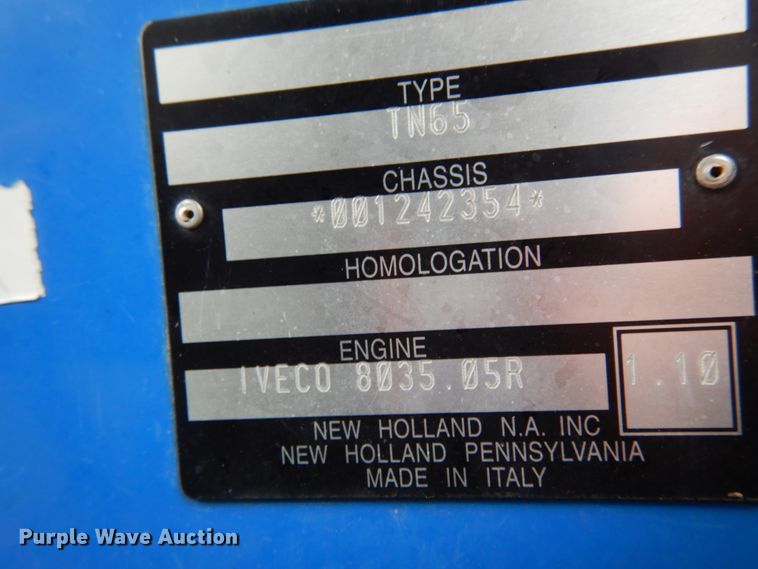 TYPE
TN65
CHASSIS
*001242354*
HOMOLOGATION
ENGINE
IVECO 8035.05R
1.10
NEW HOLLAND N.A. INC
NEW HOLLAND PENNSYLVANIA
MADE IN ITALY
Purple Wave Auction